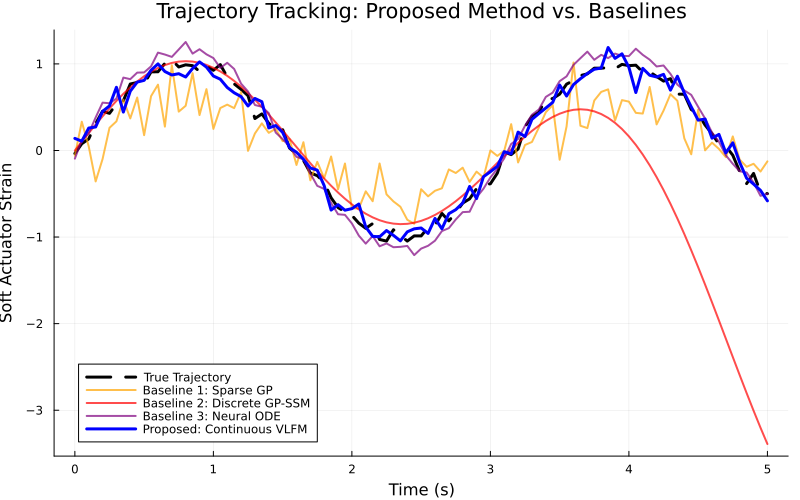 Trajectory Tracking: Proposed Method vs. Baselines
Soft Actuator Strain
1
0
−1
−2
−3
True Trajectory
Baseline 1: Sparse GP
Baseline 2: Discrete GP-SSM
Baseline 3: Neural ODE
Proposed: Continuous VLFM
0 1 2 3 4 5
Time (s)